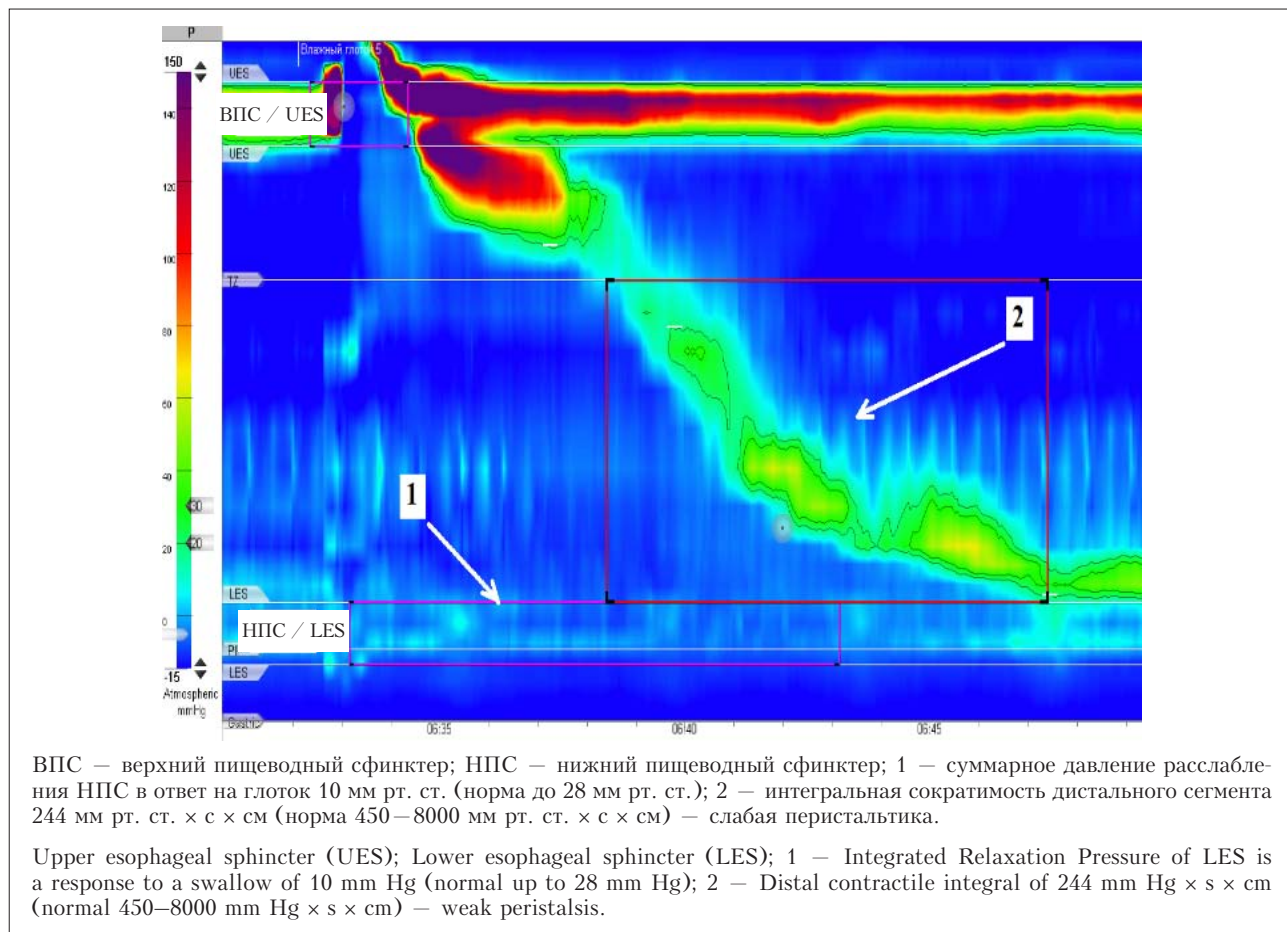 P
Влажный глоток 5
150
UES
ВПС / UES
140
UES
120
100
TZ
2
80
60
40
1
30
20
20
LES
0
НПС / LES
LES
-15
Atmospheric
mmHg
Gastric
06:35
06:40
06:45
ВПС — верхний пищеводный сфинктер; НПС — нижний пищеводный сфинктер; 1 — суммарное давление расслабле-
ния НПС в ответ на глоток 10 мм рт. ст. (норма до 28 мм рт. ст.); 2 — интегральная сократимость дистального сегмента
244 мм рт. ст. × с × см (норма 450–8000 мм рт. ст. × с × см) — слабая перистальтика.
Upper esophageal sphincter (UES); Lower esophageal sphincter (LES); 1 — Integrated Relaxation Pressure of LES is
a response to a swallow of 10 mm Hg (normal up to 28 mm Hg); 2 — Distal contractile integral of 244 mm Hg × s × cm
(normal 450–8000 mm Hg × s × cm) — weak peristalsis.